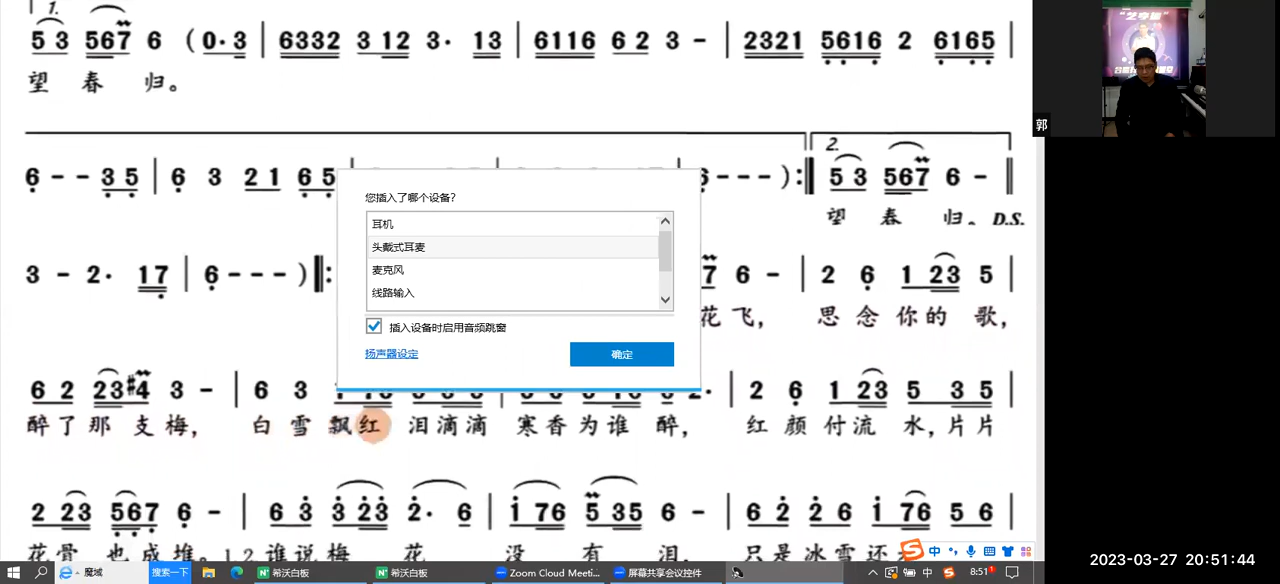 1.
5 3 567 6 (0·3 | 6332 3 12 3· 13 | 6116 6 2 3 - | 2321 5616 2 6165 |
望 春 归。
2.
6 - - 3 5 | 6 3 2 1 6 5
6 - - - ) :‖ 5 3 567 6 - ‖
望 春 归。D.S.
3 - 2· 17 | 6 - - - ) ‖:
7 6 - | 2 6 1 23 5 |
花 飞， 思 念 你 的 歌，
6 2 23 #4 3 - | 6 3
2· | 2 6 1 23 5 3 5 |
醉 了 那 支 梅， 白 雪 飘 红 泪 滴 滴 寒 香 为 谁 醉， 红 颜 付 流 水，片 片
2 23 567 6 - | 6 3 3 23 2· 6 | 1 76 5 35 6 - | 6 2 2 6 1 76 5 6 |
花 骨 也 成 堆。1 2 谁 说 梅 花 没 有 泪， 只 是 冰 雪 还
您插入了哪个设备?
耳机
头戴式耳麦
麦克风
线路输入
插入设备时启用音频跳窗
扬声器设定
确定
郭
中
魔域
搜索一下
希沃白板
希沃白板
Zoom Cloud Meeti...
屏幕共享会议控件
中
8:51
2023-03-27 20:51:44